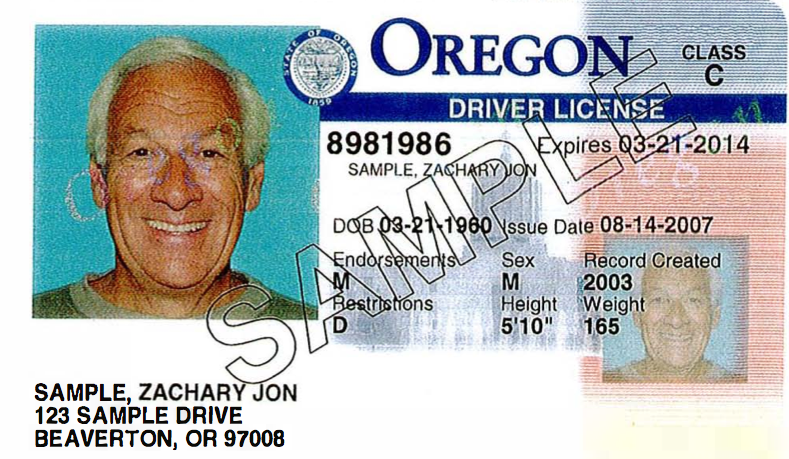 STATE OF OREGON
1859
OREGON
CLASS
C
DRIVER LICENSE
8981986
Expires 03-21-2014
SAMPLE, ZACHARY JON
DOB 03-21-1960 Issue Date 08-14-2007
Endorsements Sex Record Created
M M 2003
Restrictions Height Weight
D 5'10" 165
SAMPLE
SAMPLE, ZACHARY JON
123 SAMPLE DRIVE
BEAVERTON, OR 97008